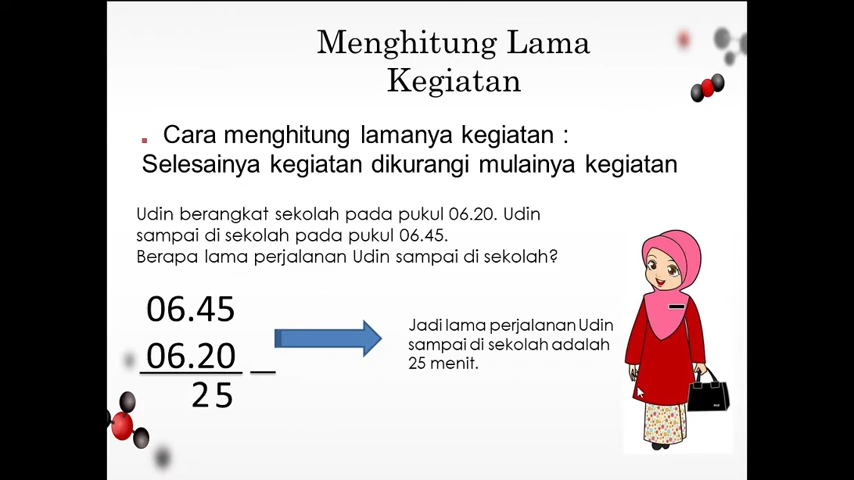 Menghitung Lama
Kegiatan
Cara menghitung lamanya kegiatan :
Selesainya kegiatan dikurangi mulainya kegiatan
Udin berangkat sekolah pada pukul 06.20. Udin
sampai di sekolah pada pukul 06.45.
Berapa lama perjalanan Udin sampai di sekolah?
06.45
06.20
25
Jadi lama perjalanan Udin
sampai di sekolah adalah
25 menit.